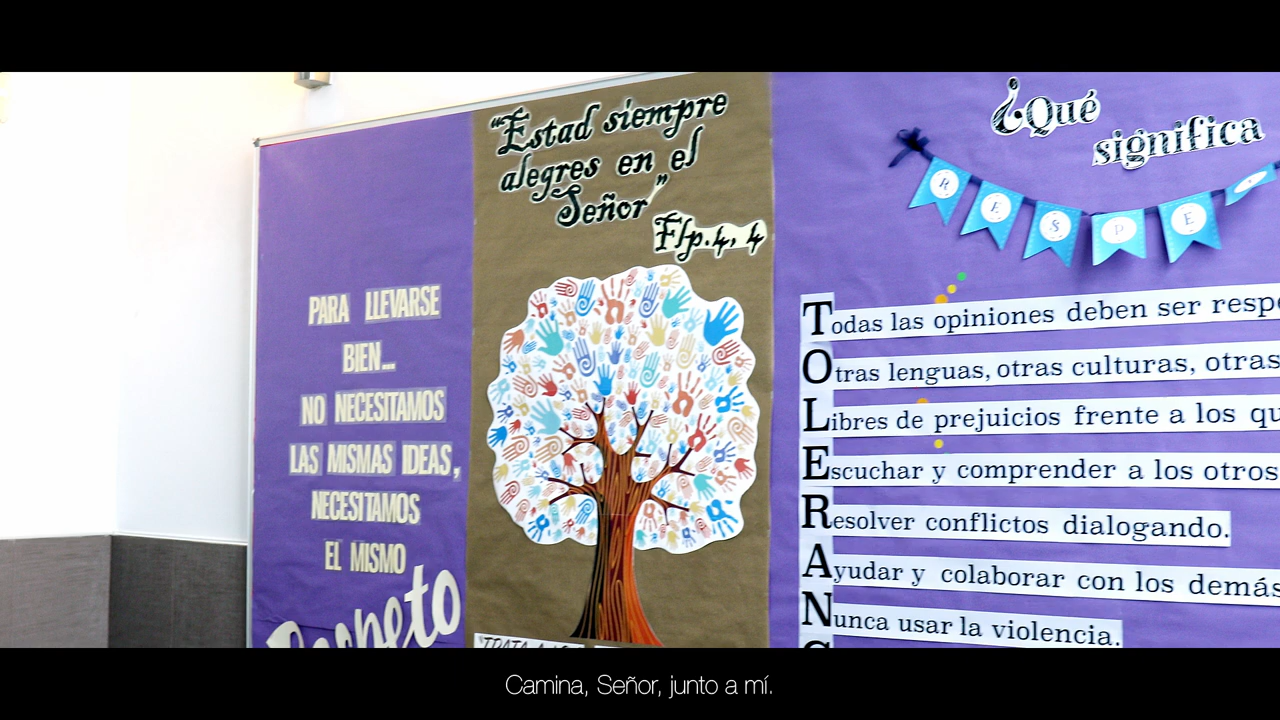 PARA LLEVARSE
BIEN...
NO NECESITAMOS
LAS MISMAS IDEAS,
NECESITAMOS
EL MISMO
Respeto
“Estad siempre
alegres en el
Señor”
Flp.4, 4
¿Qué
significa
R E S P E
Todas las opiniones deben ser resp
Otras lenguas, otras culturas, otras
Libres de prejuicios frente a los qu
Escuchar y comprender a los otros
Resolver conflictos dialogando.
Ayudar y colaborar con los demás
Nunca usar la violencia.
Camina, Señor, junto a mí.